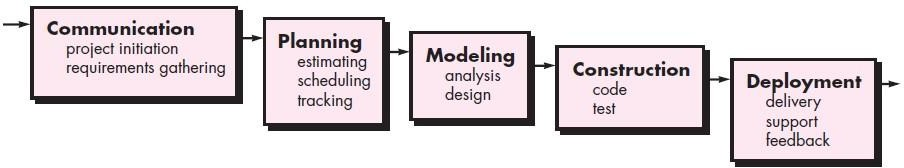 Communication
project initiation
requirements gathering
Planning
estimating
scheduling
tracking
Modeling
analysis
design
Construction
code
test
Deployment
delivery
support
feedback